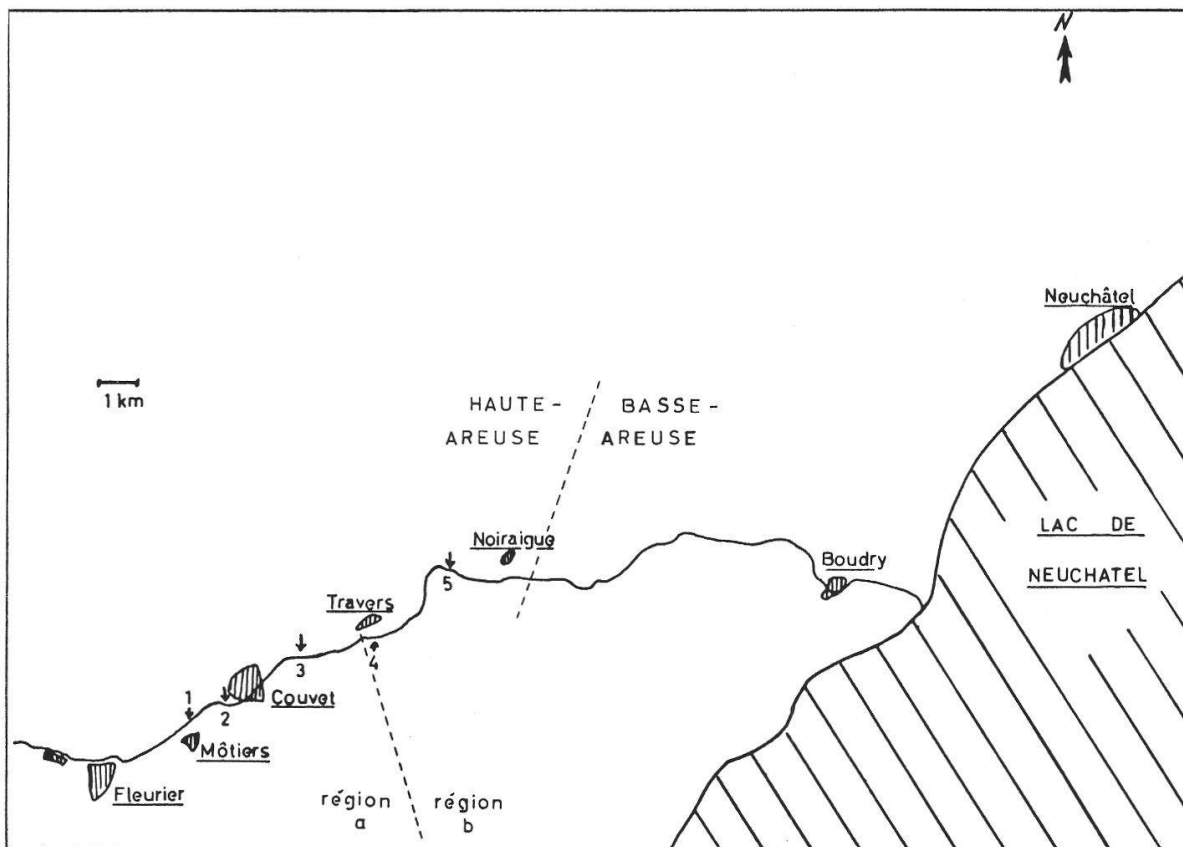 N
Neuchâtel
1 km
HAUTE- BASSE-
AREUSE AREUSE
LAC DE
NEUCHATEL
Noiraigue
Boudry
5
Travers
4
3
Couvet
1
2
Môtiers
Fleurier
région région
a b